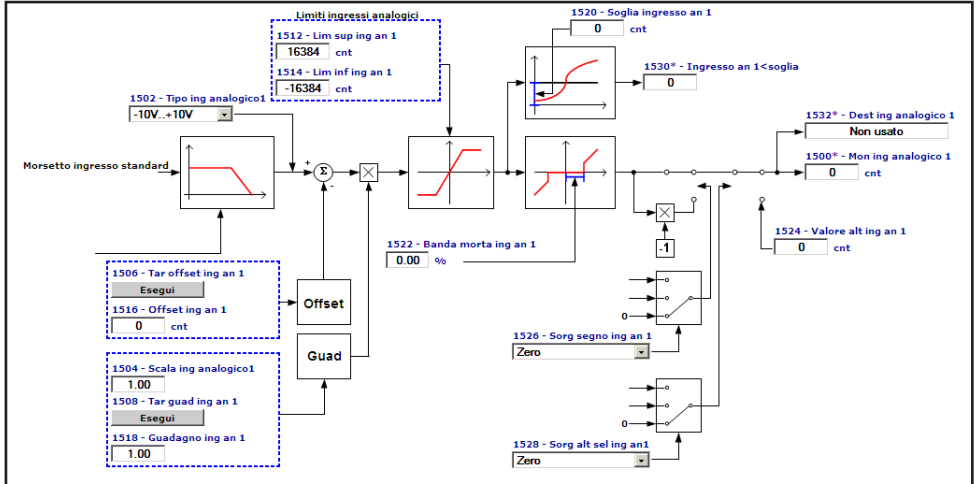 Limiti ingressi analogici
1512 - Lim sup ing an 1
16384 cnt
1514 - Lim inf ing an 1
-16384 cnt
1520 - Soglia ingresso an 1
0 cnt
1530* - Ingresso an 1<soglia
0
1502 - Tipo ing analogico1
-10V..+10V
1532* - Dest ing analogico 1
Non usato
Morsetto ingresso standard
+
Σ
-
×
1500* - Mon ing analogico 1
0 cnt
×
-1
1522 - Banda morta ing an 1
0.00 %
1524 - Valore alt ing an 1
0 cnt
1506 - Tar offset ing an 1
Esegui
1516 - Offset ing an 1
0 cnt
Offset
0
1526 - Sorg segno ing an 1
Zero
Guad
1504 - Scala ing analogico1
1.00
1508 - Tar guad ing an 1
Esegui
1518 - Guadagno ing an 1
1.00
0
1528 - Sorg alt sel ing an1
Zero